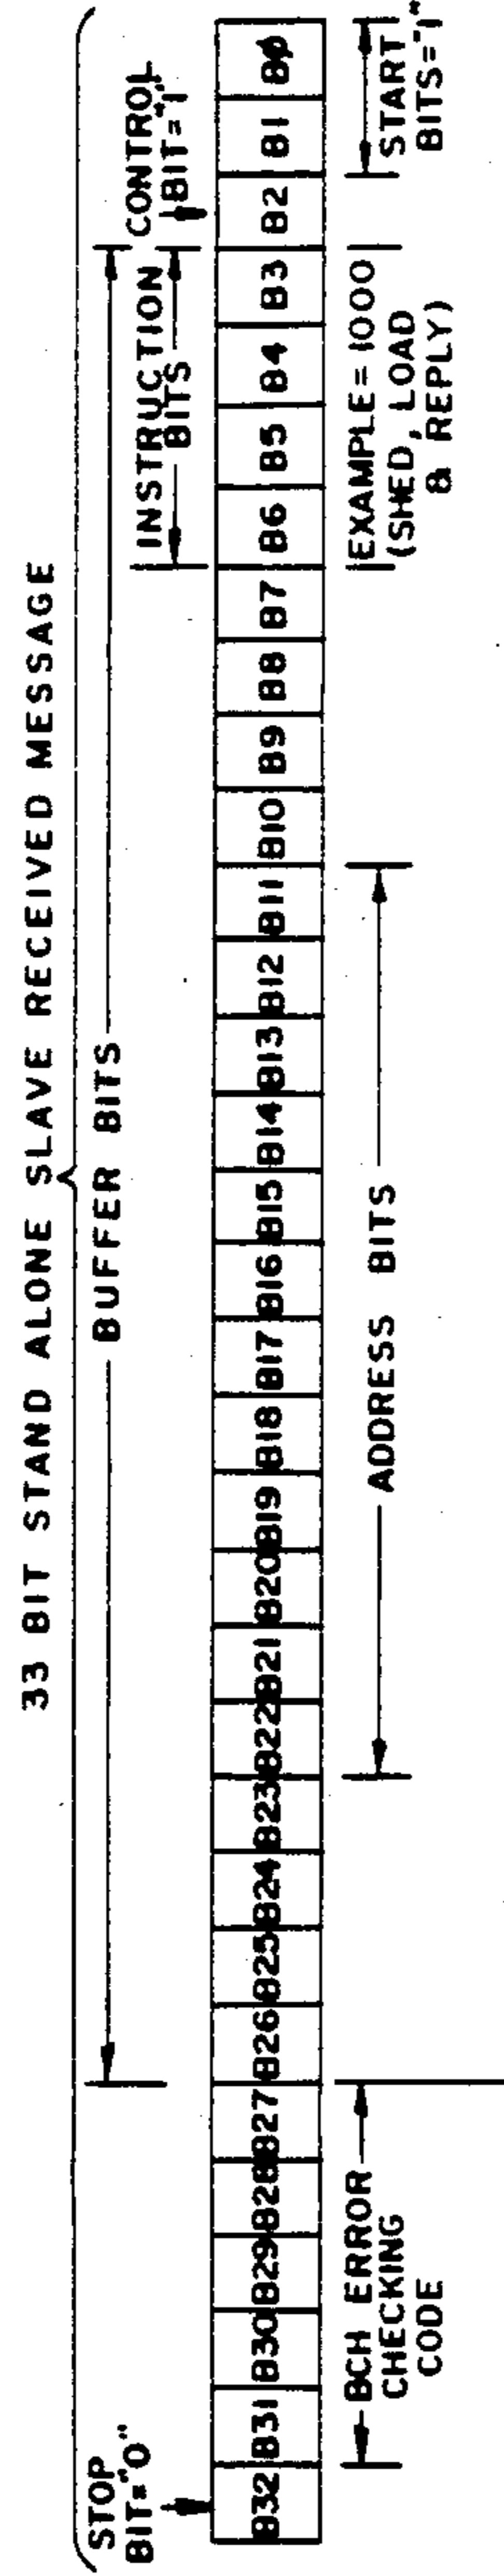 33 BIT STAND ALONE SLAVE RECEIVED MESSAGE
BUFFER BITS
STOP
BIT="0"
INSTRUCTION
BITS
CONTROL
BIT="1"
B32 B31 B30 B29 B28 B27 B26 B25 B24 B23 B22 B21 B20 B19 B18 B17 B16 B15 B14 B13 B12 B11 B10 B9 B8 B7 B6 B5 B4 B3 B2 B1 BØ
BCH ERROR
CHECKING
CODE
ADDRESS BITS
EXAMPLE=1000
(SHED, LOAD
& REPLY)
START
BITS="1"